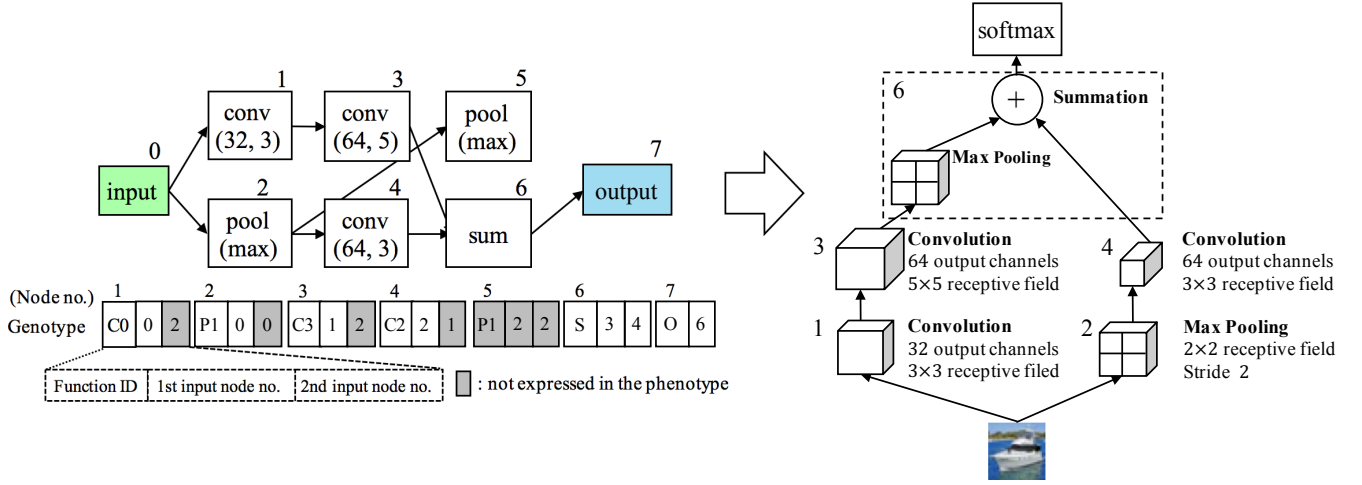 0
input
1
conv
(32, 3)
3
conv
(64, 5)
5
pool
(max)
2
pool
(max)
4
conv
(64, 3)
6
sum
7
output
(Node no.) 1 2 3 4 5 6 7
Genotype C0 0 2 P1 0 0 C3 1 2 C2 2 1 P1 2 2 S 3 4 O 6
Function ID 1st input node no. 2nd input node no.
: not expressed in the phenotype
softmax
6
+
Summation
Max Pooling
3
Convolution
64 output channels
5×5 receptive field
4
Convolution
64 output channels
3×3 receptive field
1
Convolution
32 output channels
3×3 receptive filed
2
Max Pooling
2×2 receptive field
Stride 2